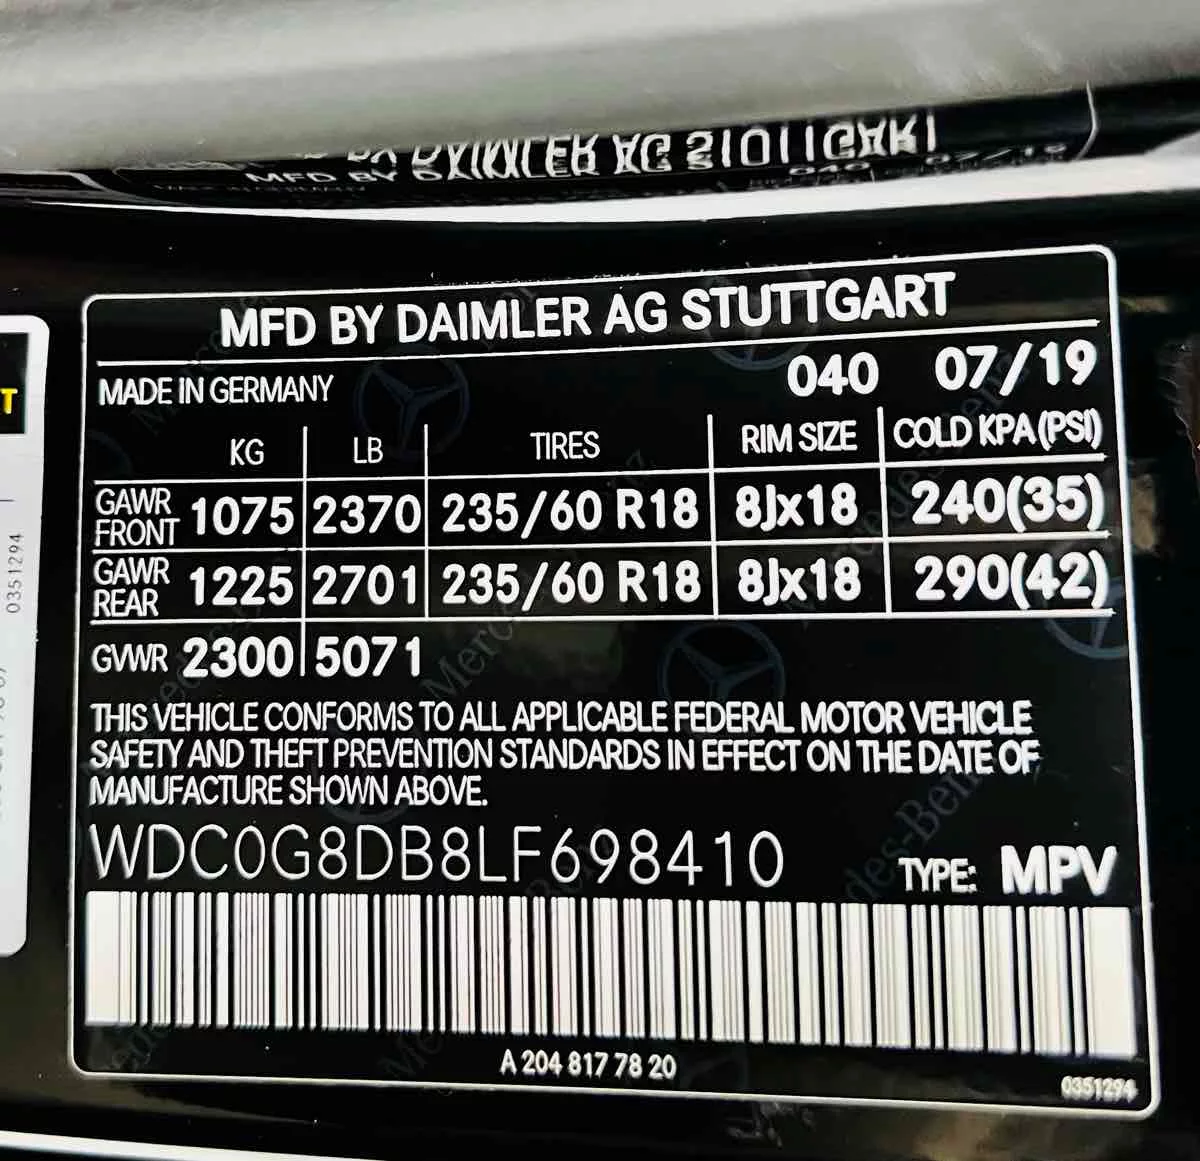 MFD BY DAIMLER AG STUTTGART
MADE IN GERMANY 040 07/19
KG LB TIRES RIM SIZE COLD KPA(PSI)
GAWR FRONT 1075 2370 235/60 R18 8Jx18 240(35)
GAWR REAR 1225 2701 235/60 R18 8Jx18 290(42)
GVWR 2300 5071
THIS VEHICLE CONFORMS TO ALL APPLICABLE FEDERAL MOTOR VEHICLE
SAFETY AND THEFT PREVENTION STANDARDS IN EFFECT ON THE DATE OF
MANUFACTURE SHOWN ABOVE.
WDC0G8DB8LF698410 TYPE: MPV
A 204 817 78 20
0351294
0351294